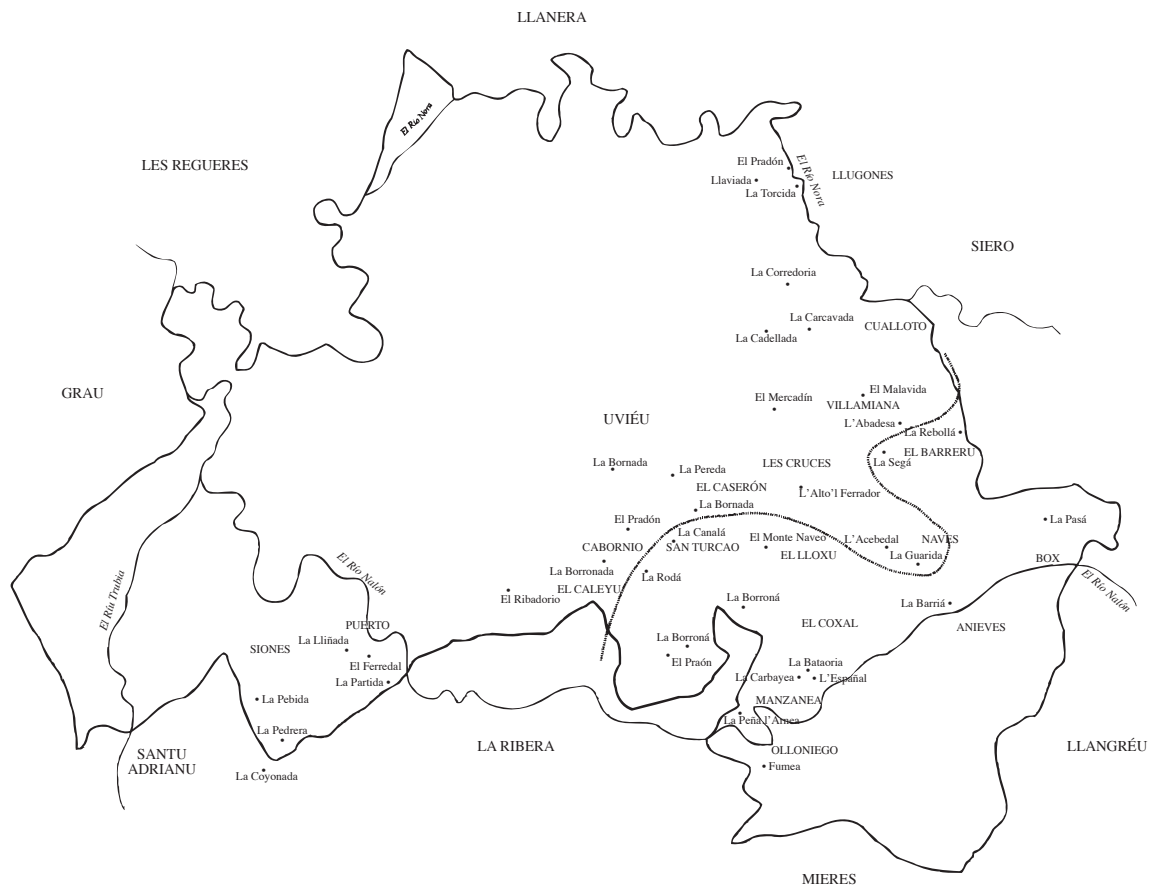 LLANERA
El Río Nora
LES REGUERES
El Pradón
Llaviada
La Torcida
El Río Nora
LLUGONES
SIERO
La Corredoria
La Carcavada
La Cadellada
CUALLOTO
GRAU
El Malavida
El Mercadín
VILLAMIANA
UVIÉU
L'Abadesa
La Rebollá
EL BARRERU
La Segá
La Bornada
La Pereda
LES CRUCES
EL CASERÓN
L'Alto'l Ferrador
La Bornada
El Pradón
La Pasá
La Canalá
El Monte Naveo
L'Acebedal
NAVES
CABORNIO
SAN TURCAO
EL LLOXU
La Guarida
BOX
La Borronada
La Rodá
El Río Nalón
El Río Nalón
EL CALEYU
El Ribadorio
El Ríu Trubia
La Borroná
La Barriá
PUERTO
EL COXAL
ANIEVES
La Lliñada
SIONES
La Borroná
El Ferredal
El Praón
La Bataoria
La Partida
La Carbayea
L'Españal
La Pebida
MANZANEA
La Peña l'Arnea
La Pedrera
SANTU
ADRIANU
LA RIBERA
OLLONIEGO
LLANGRÉU
La Coyonada
Fumea
MIERES